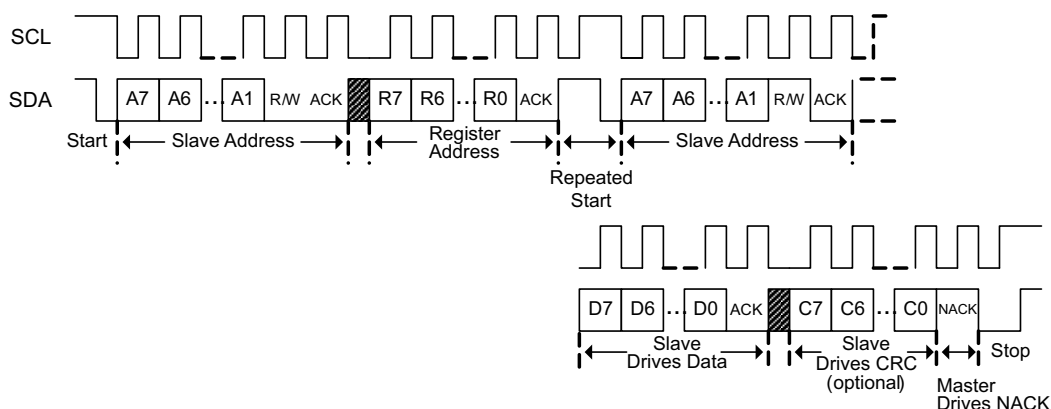 SCL
SDA
A7 A6 ... A1 R/W ACK R7 R6 ... R0 ACK A7 A6 ... A1 R/W ACK
Start Slave Address Register Address Slave Address
Repeated Start
D7 D6 ... D0 ACK C7 C6 ... C0 NACK
Slave Drives Data
Slave Drives CRC (optional)
Stop
Master Drives NACK